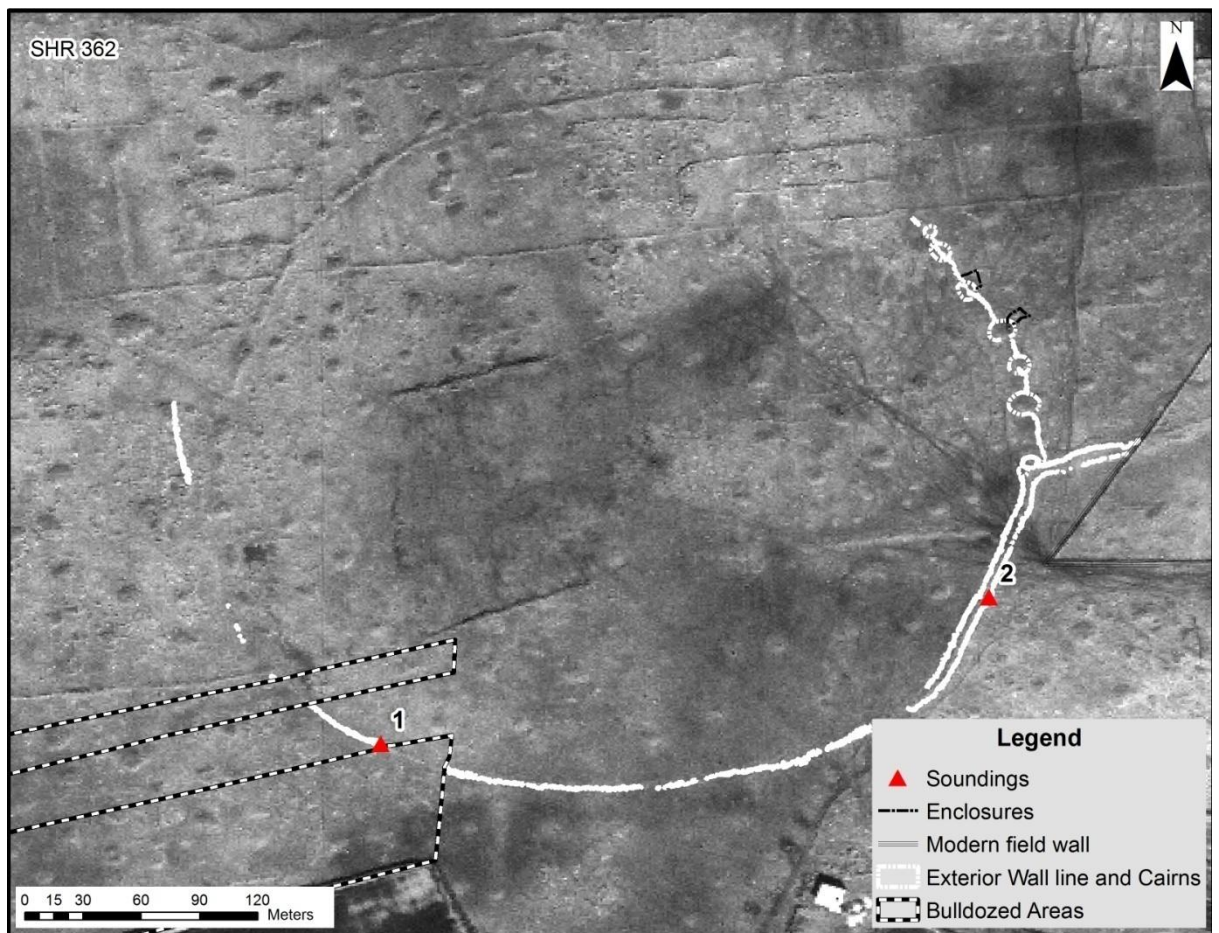 SHR 362
N
2
1
Legend
Soundings
Enclosures
Modern field wall
Exterior Wall line and Cairns
Bulldozed Areas
0 15 30 60 90 120
Meters